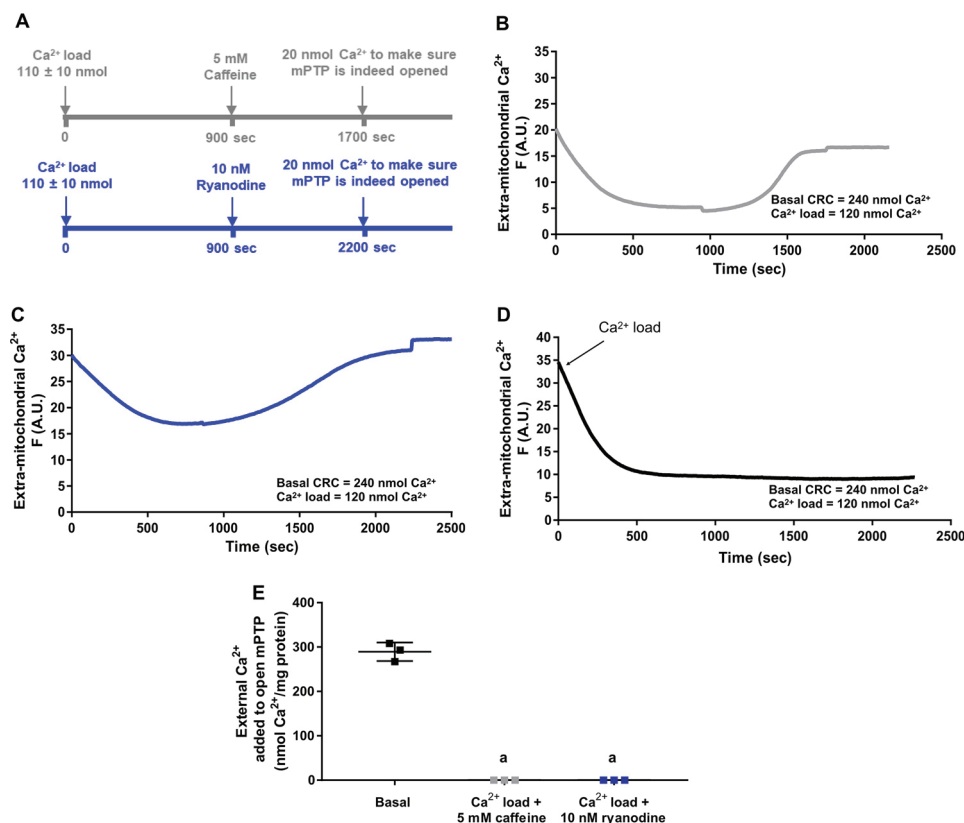 A
Ca²⁺ load
110 ± 10 nmol
5 mM
Caffeine
20 nmol Ca²⁺ to make sure
mPTP is indeed opened
0
900 sec
1700 sec
Ca²⁺ load
110 ± 10 nmol
10 nM
Ryanodine
20 nmol Ca²⁺ to make sure
mPTP is indeed opened
0
900 sec
2200 sec
B
Extra-mitochondrial Ca²⁺
F (A.U.)
35
30
25
20
15
10
5
0
0
500
1000
1500
2000
2500
Time (sec)
Basal CRC = 240 nmol Ca²⁺
Ca²⁺ load = 120 nmol Ca²⁺
C
Extra-mitochondrial Ca²⁺
F (A.U.)
35
30
25
20
15
10
5
0
0
500
1000
1500
2000
2500
Time (sec)
Basal CRC = 240 nmol Ca²⁺
Ca²⁺ load = 120 nmol Ca²⁺
D
Ca²⁺ load
Extra-mitochondrial Ca²⁺
F (A.U.)
40
35
30
25
20
15
10
5
0
0
500
1000
1500
2000
2500
Time (sec)
Basal CRC = 240 nmol Ca²⁺
Ca²⁺ load = 120 nmol Ca²⁺
E
External Ca²⁺
added to open mPTP
(nmol Ca²⁺/mg protein)
400
300
200
100
0
a
a
Basal
Ca²⁺ load +
5 mM caffeine
Ca²⁺ load +
10 nM ryanodine